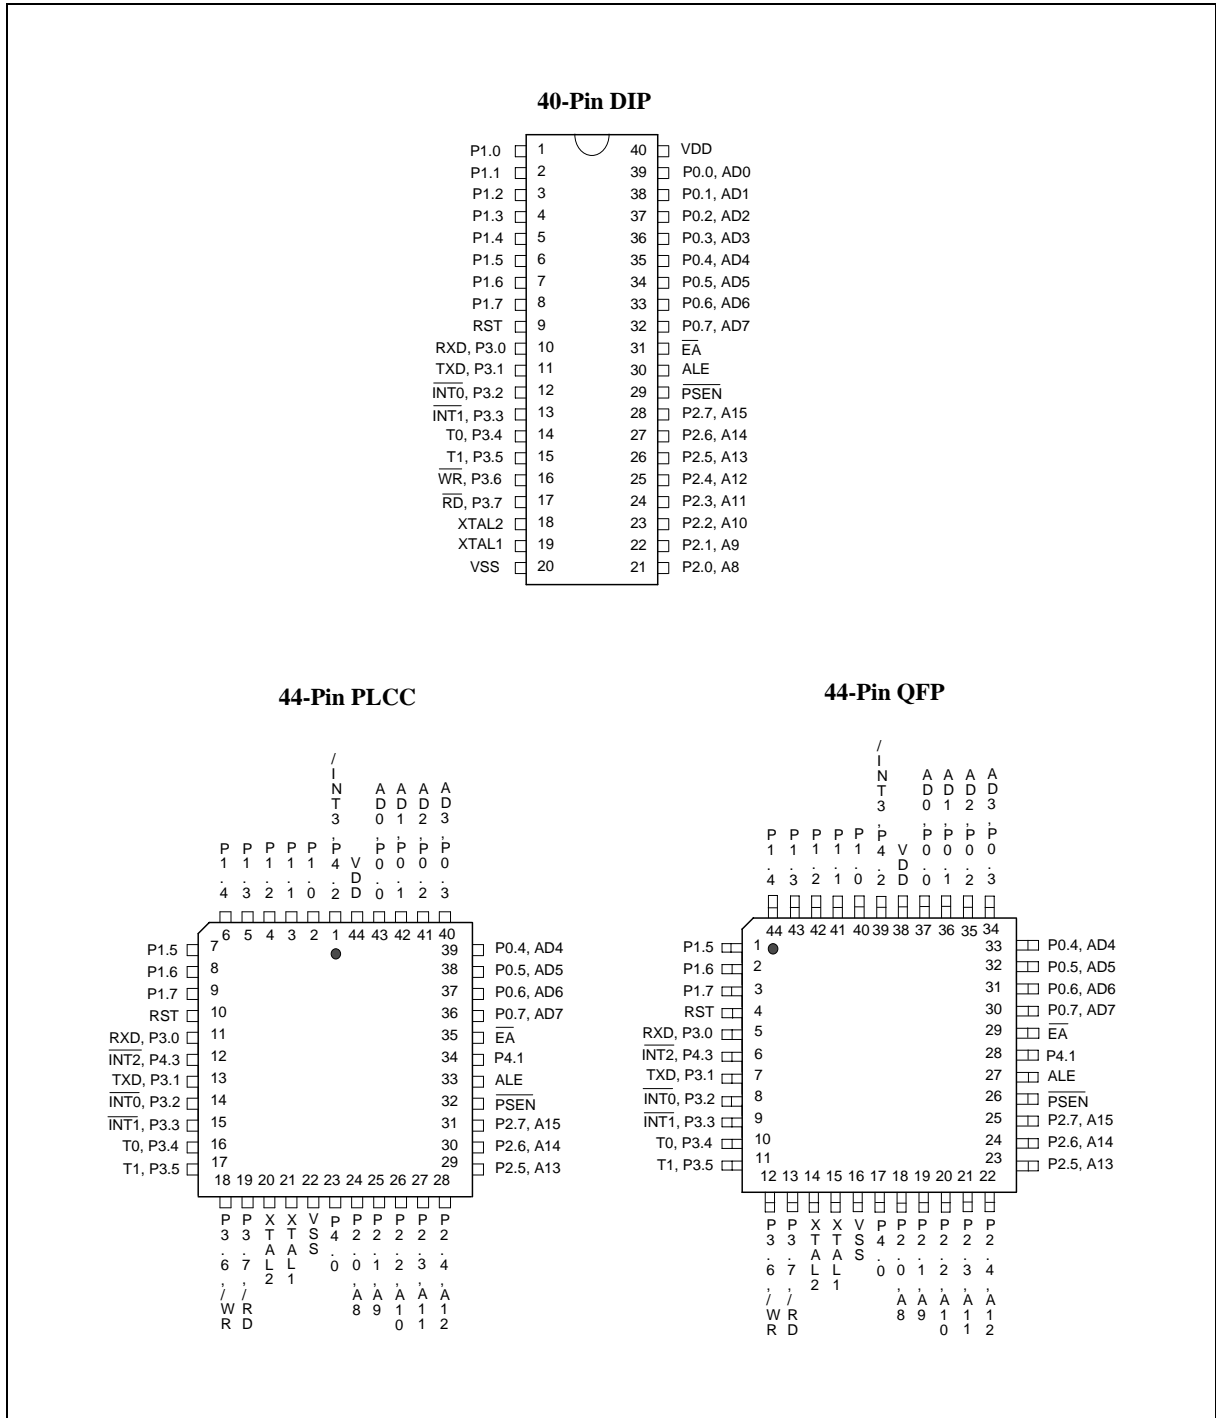 40-Pin DIP
P1.0 1 40 VDD
P1.1 2 39 P0.0, AD0
P1.2 3 38 P0.1, AD1
P1.3 4 37 P0.2, AD2
P1.4 5 36 P0.3, AD3
P1.5 6 35 P0.4, AD4
P1.6 7 34 P0.5, AD5
P1.7 8 33 P0.6, AD6
RST 9 32 P0.7, AD7
RXD, P3.0 10 31 EA
TXD, P3.1 11 30 ALE
INT0, P3.2 12 29 PSEN
INT1, P3.3 13 28 P2.7, A15
T0, P3.4 14 27 P2.6, A14
T1, P3.5 15 26 P2.5, A13
WR, P3.6 16 25 P2.4, A12
RD, P3.7 17 24 P2.3, A11
XTAL2 18 23 P2.2, A10
XTAL1 19 22 P2.1, A9
VSS 20 21 P2.0, A8
44-Pin PLCC
P1.4
P1.3
P1.2
P1.1
P1.0
/INT3,P4.2
VDD
AD0,P0.0
AD1,P0.1
AD2,P0.2
AD3,P0.3
6 5 4 3 2 1 44 43 42 41 40
P1.5 7 39 P0.4, AD4
P1.6 8 38 P0.5, AD5
P1.7 9 37 P0.6, AD6
RST 10 36 P0.7, AD7
RXD, P3.0 11 35 EA
INT2, P4.3 12 34 P4.1
TXD, P3.1 13 33 ALE
INT0, P3.2 14 32 PSEN
INT1, P3.3 15 31 P2.7, A15
T0, P3.4 16 30 P2.6, A14
T1, P3.5 17 29 P2.5, A13
18 19 20 21 22 23 24 25 26 27 28
P3.6,/WR
P3.7,/RD
XTAL2
XTAL1
VSS
P4.0
P2.0,A8
P2.1,A9
P2.2,A10
P2.3,A11
P2.4,A12
44-Pin QFP
P1.4
P1.3
P1.2
P1.1
P1.0
/INT3,P4.2
VDD
AD0,P0.0
AD1,P0.1
AD2,P0.2
AD3,P0.3
44 43 42 41 40 39 38 37 36 35 34
P1.5 1 33 P0.4, AD4
P1.6 2 32 P0.5, AD5
P1.7 3 31 P0.6, AD6
RST 4 30 P0.7, AD7
RXD, P3.0 5 29 EA
INT2, P4.3 6 28 P4.1
TXD, P3.1 7 27 ALE
INT0, P3.2 8 26 PSEN
INT1, P3.3 9 25 P2.7, A15
T0, P3.4 10 24 P2.6, A14
T1, P3.5 11 23 P2.5, A13
12 13 14 15 16 17 18 19 20 21 22
P3.6,/WR
P3.7,/RD
XTAL2
XTAL1
VSS
P4.0
P2.0,A8
P2.1,A9
P2.2,A10
P2.3,A11
P2.4,A12